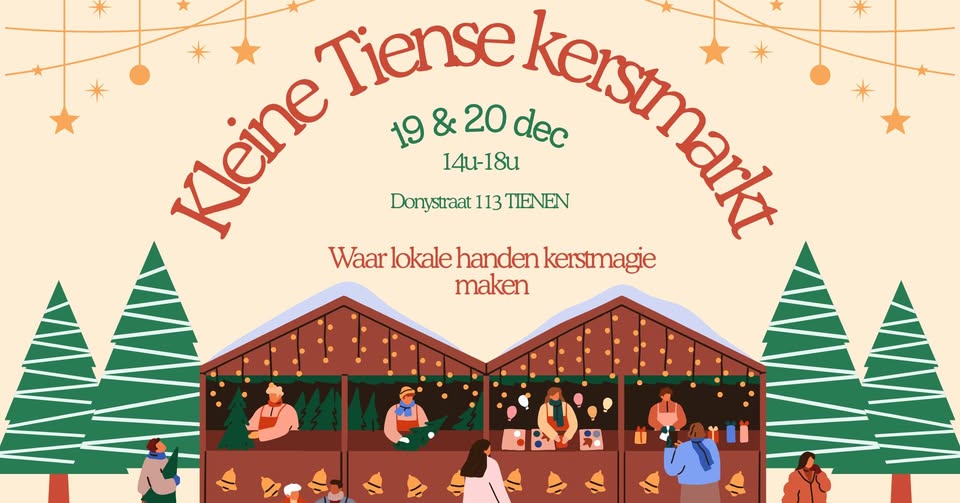 Kleine Tiense kerstmarkt
19 & 20 dec
14u-18u
Donystraat 113 TIENEN
Waar lokale handen kerstmagie
maken